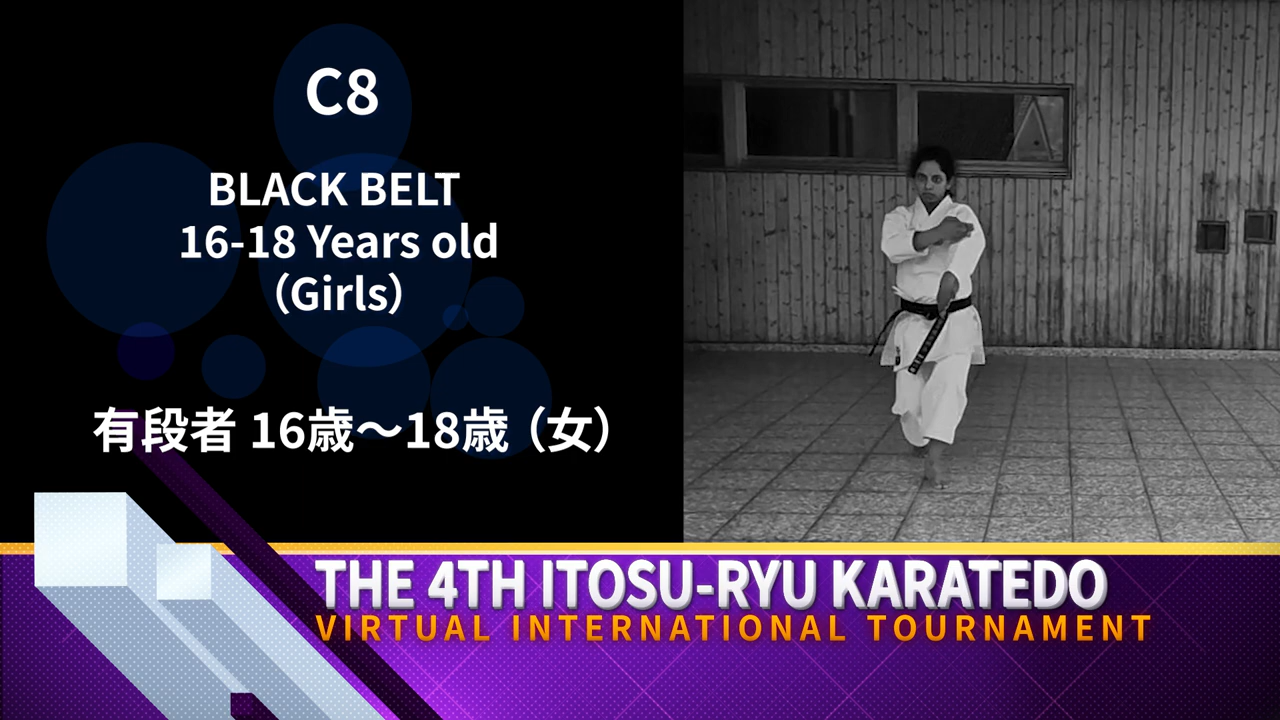 C8
BLACK BELT
16-18 Years old
（Girls）
有段者 16歳～18歳（女）
THE 4TH ITOSU-RYU KARATEDO
VIRTUAL INTERNATIONAL TOURNAMENT